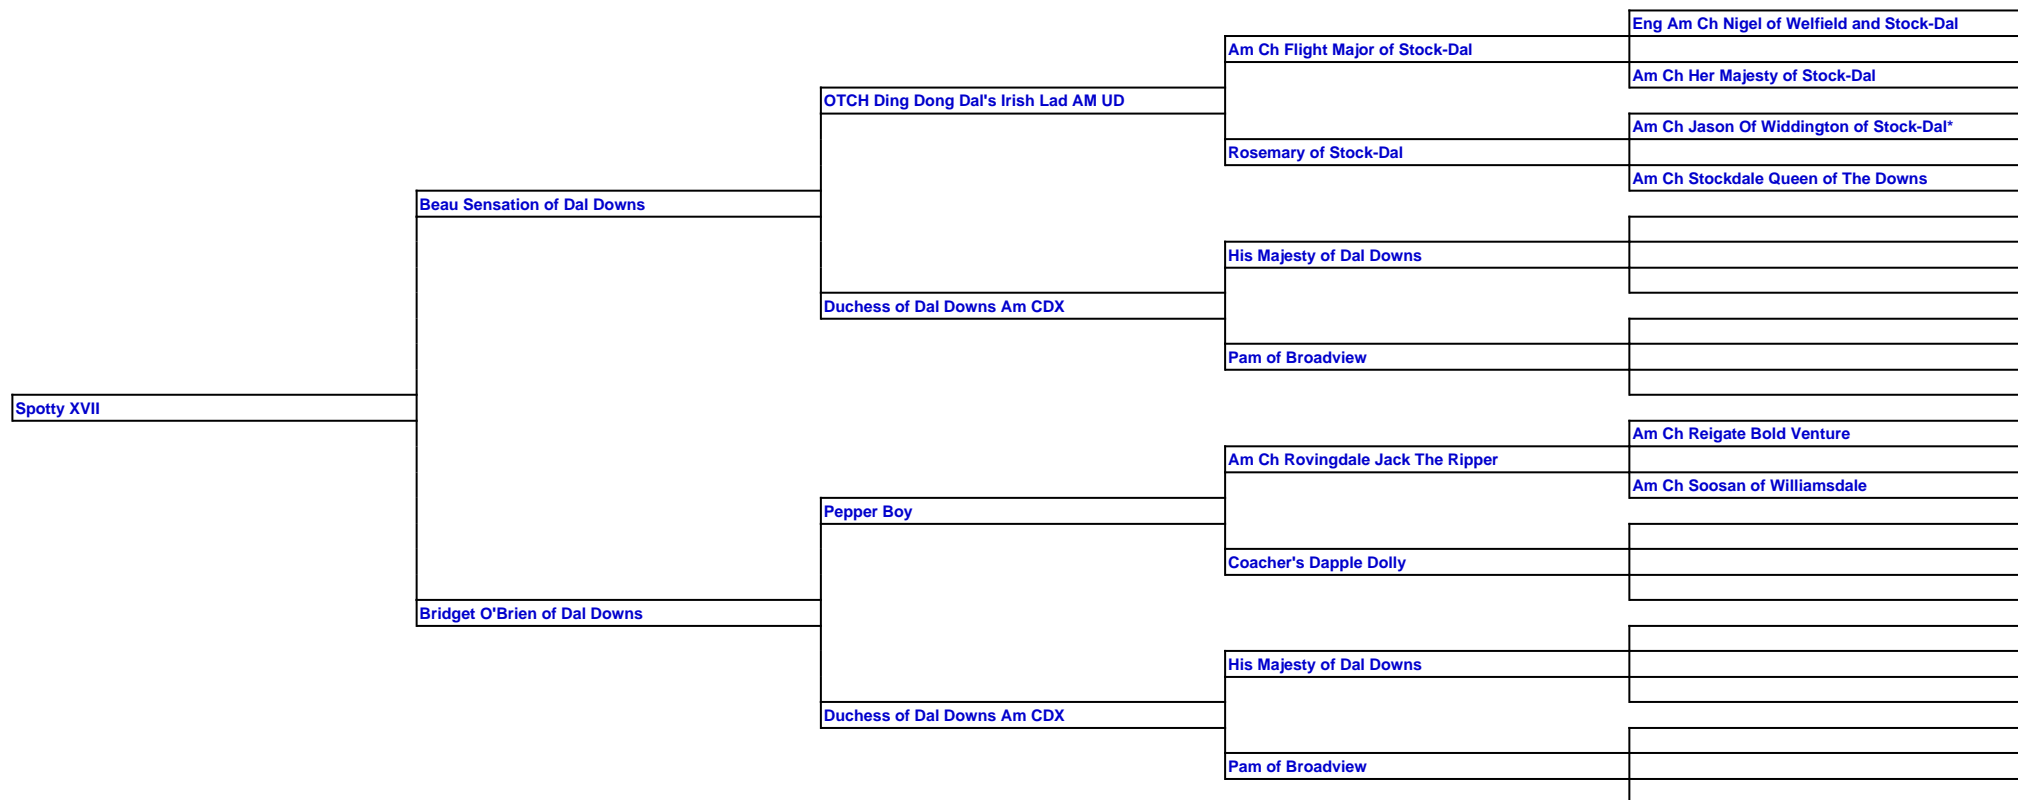 Eng Am Ch Nigel of Welfield and Stock-Dal
Am Ch Flight Major of Stock-Dal
Am Ch Her Majesty of Stock-Dal
OTCH Ding Dong Dal's Irish Lad AM UD
Am Ch Jason Of Widdington of Stock-Dal*
Rosemary of Stock-Dal
Am Ch Stockdale Queen of The Downs
Beau Sensation of Dal Downs
His Majesty of Dal Downs
Duchess of Dal Downs Am CDX
Pam of Broadview
Spotty XVII
Am Ch Reigate Bold Venture
Am Ch Rovingdale Jack The Ripper
Am Ch Soosan of Williamsdale
Pepper Boy
Coacher's Dapple Dolly
Bridget O'Brien of Dal Downs
His Majesty of Dal Downs
Duchess of Dal Downs Am CDX
Pam of Broadview